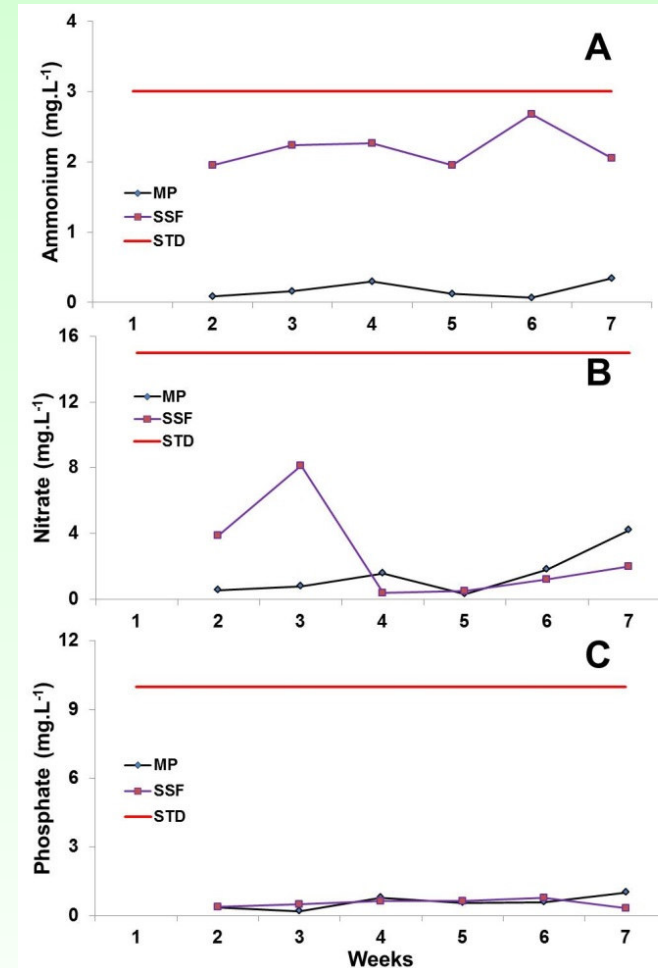 A
Ammonium (mg.L-1)
4
3
2
1
0
MP
SSF
STD
1 2 3 4 5 6 7
B
Nitrate (mg.L-1)
16
12
8
4
0
MP
SSF
STD
1 2 3 4 5 6 7
C
Phosphate (mg.L-1)
12
9
6
3
0
MP
SSF
STD
1 2 3 4 5 6 7
Weeks